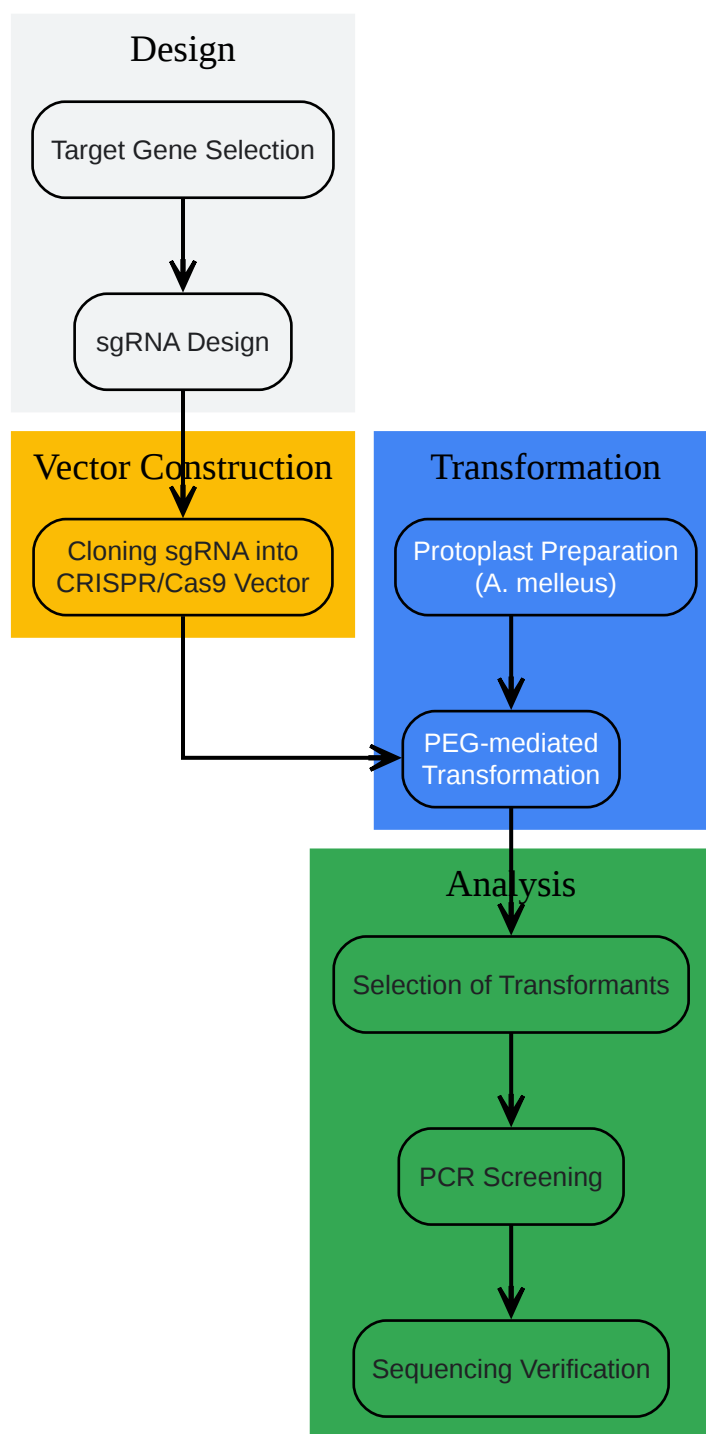 Design
Target Gene Selection
sgRNA Design
Vector Construction
Cloning sgRNA into
CRISPR/Cas9 Vector
Transformation
Protoplast Preparation
(A. melleus)
PEG-mediated
Transformation
Analysis
Selection of Transformants
PCR Screening
Sequencing Verification